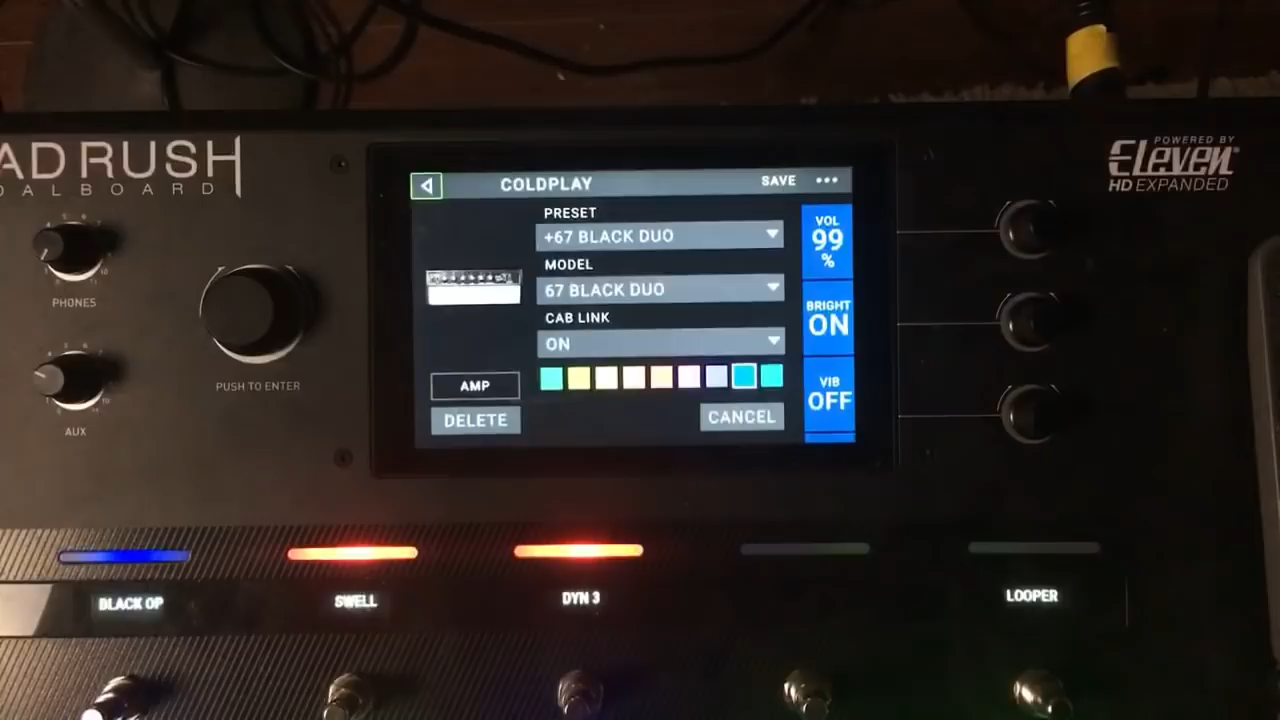 AD RUSH
DALBOARD
POWERED BY
Eleven
HD EXPANDED
COLDPLAY
SAVE
PRESET
+67 BLACK DUO
MODEL
67 BLACK DUO
CAB LINK
ON
AMP
DELETE
CANCEL
VOL
99
%
BRIGHT
ON
VIB
OFF
PHONES
PUSH TO ENTER
AUX
BLACK OP
SWELL
DYN 3
LOOPER